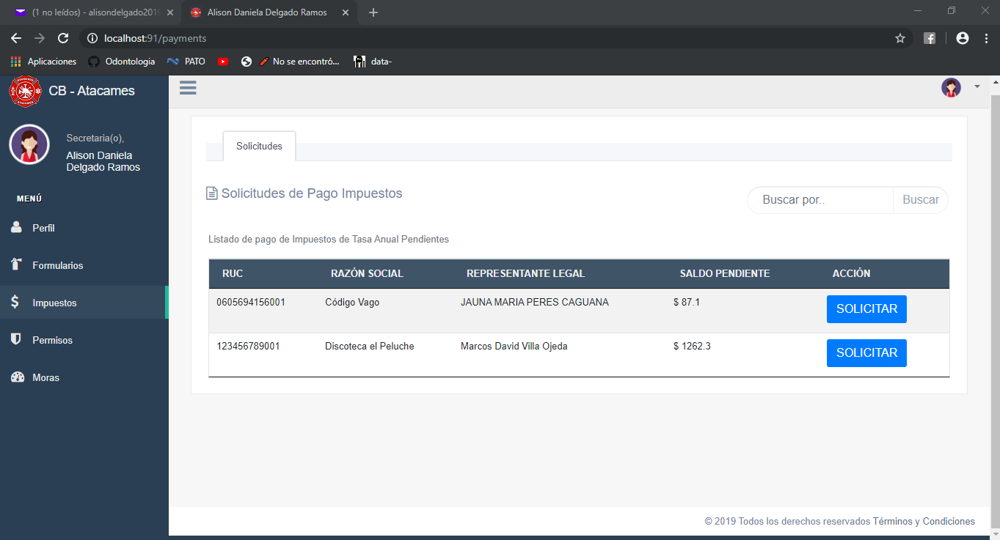 (1 no leídos) - alisondelgado2019
Alison Daniela Delgado Ramos
localhost:91/payments
Aplicaciones
Odontologia
PATO
No se encontró...
data-
CB - Atacames
Secretaria(o),
Alison Daniela
Delgado Ramos
MENÚ
Perfil
Formularios
Impuestos
Permisos
Moras
Solicitudes
Solicitudes de Pago Impuestos
Buscar por.. Buscar
Listado de pago de Impuestos de Tasa Anual Pendientes
RUC RAZÓN SOCIAL REPRESENTANTE LEGAL SALDO PENDIENTE ACCIÓN
0605694156001 Código Vago JAUNA MARIA PERES CAGUANA $ 87.1 SOLICITAR
123456789001 Discoteca el Peluche Marcos David Villa Ojeda $ 1262.3 SOLICITAR
© 2019 Todos los derechos reservados Términos y Condiciones